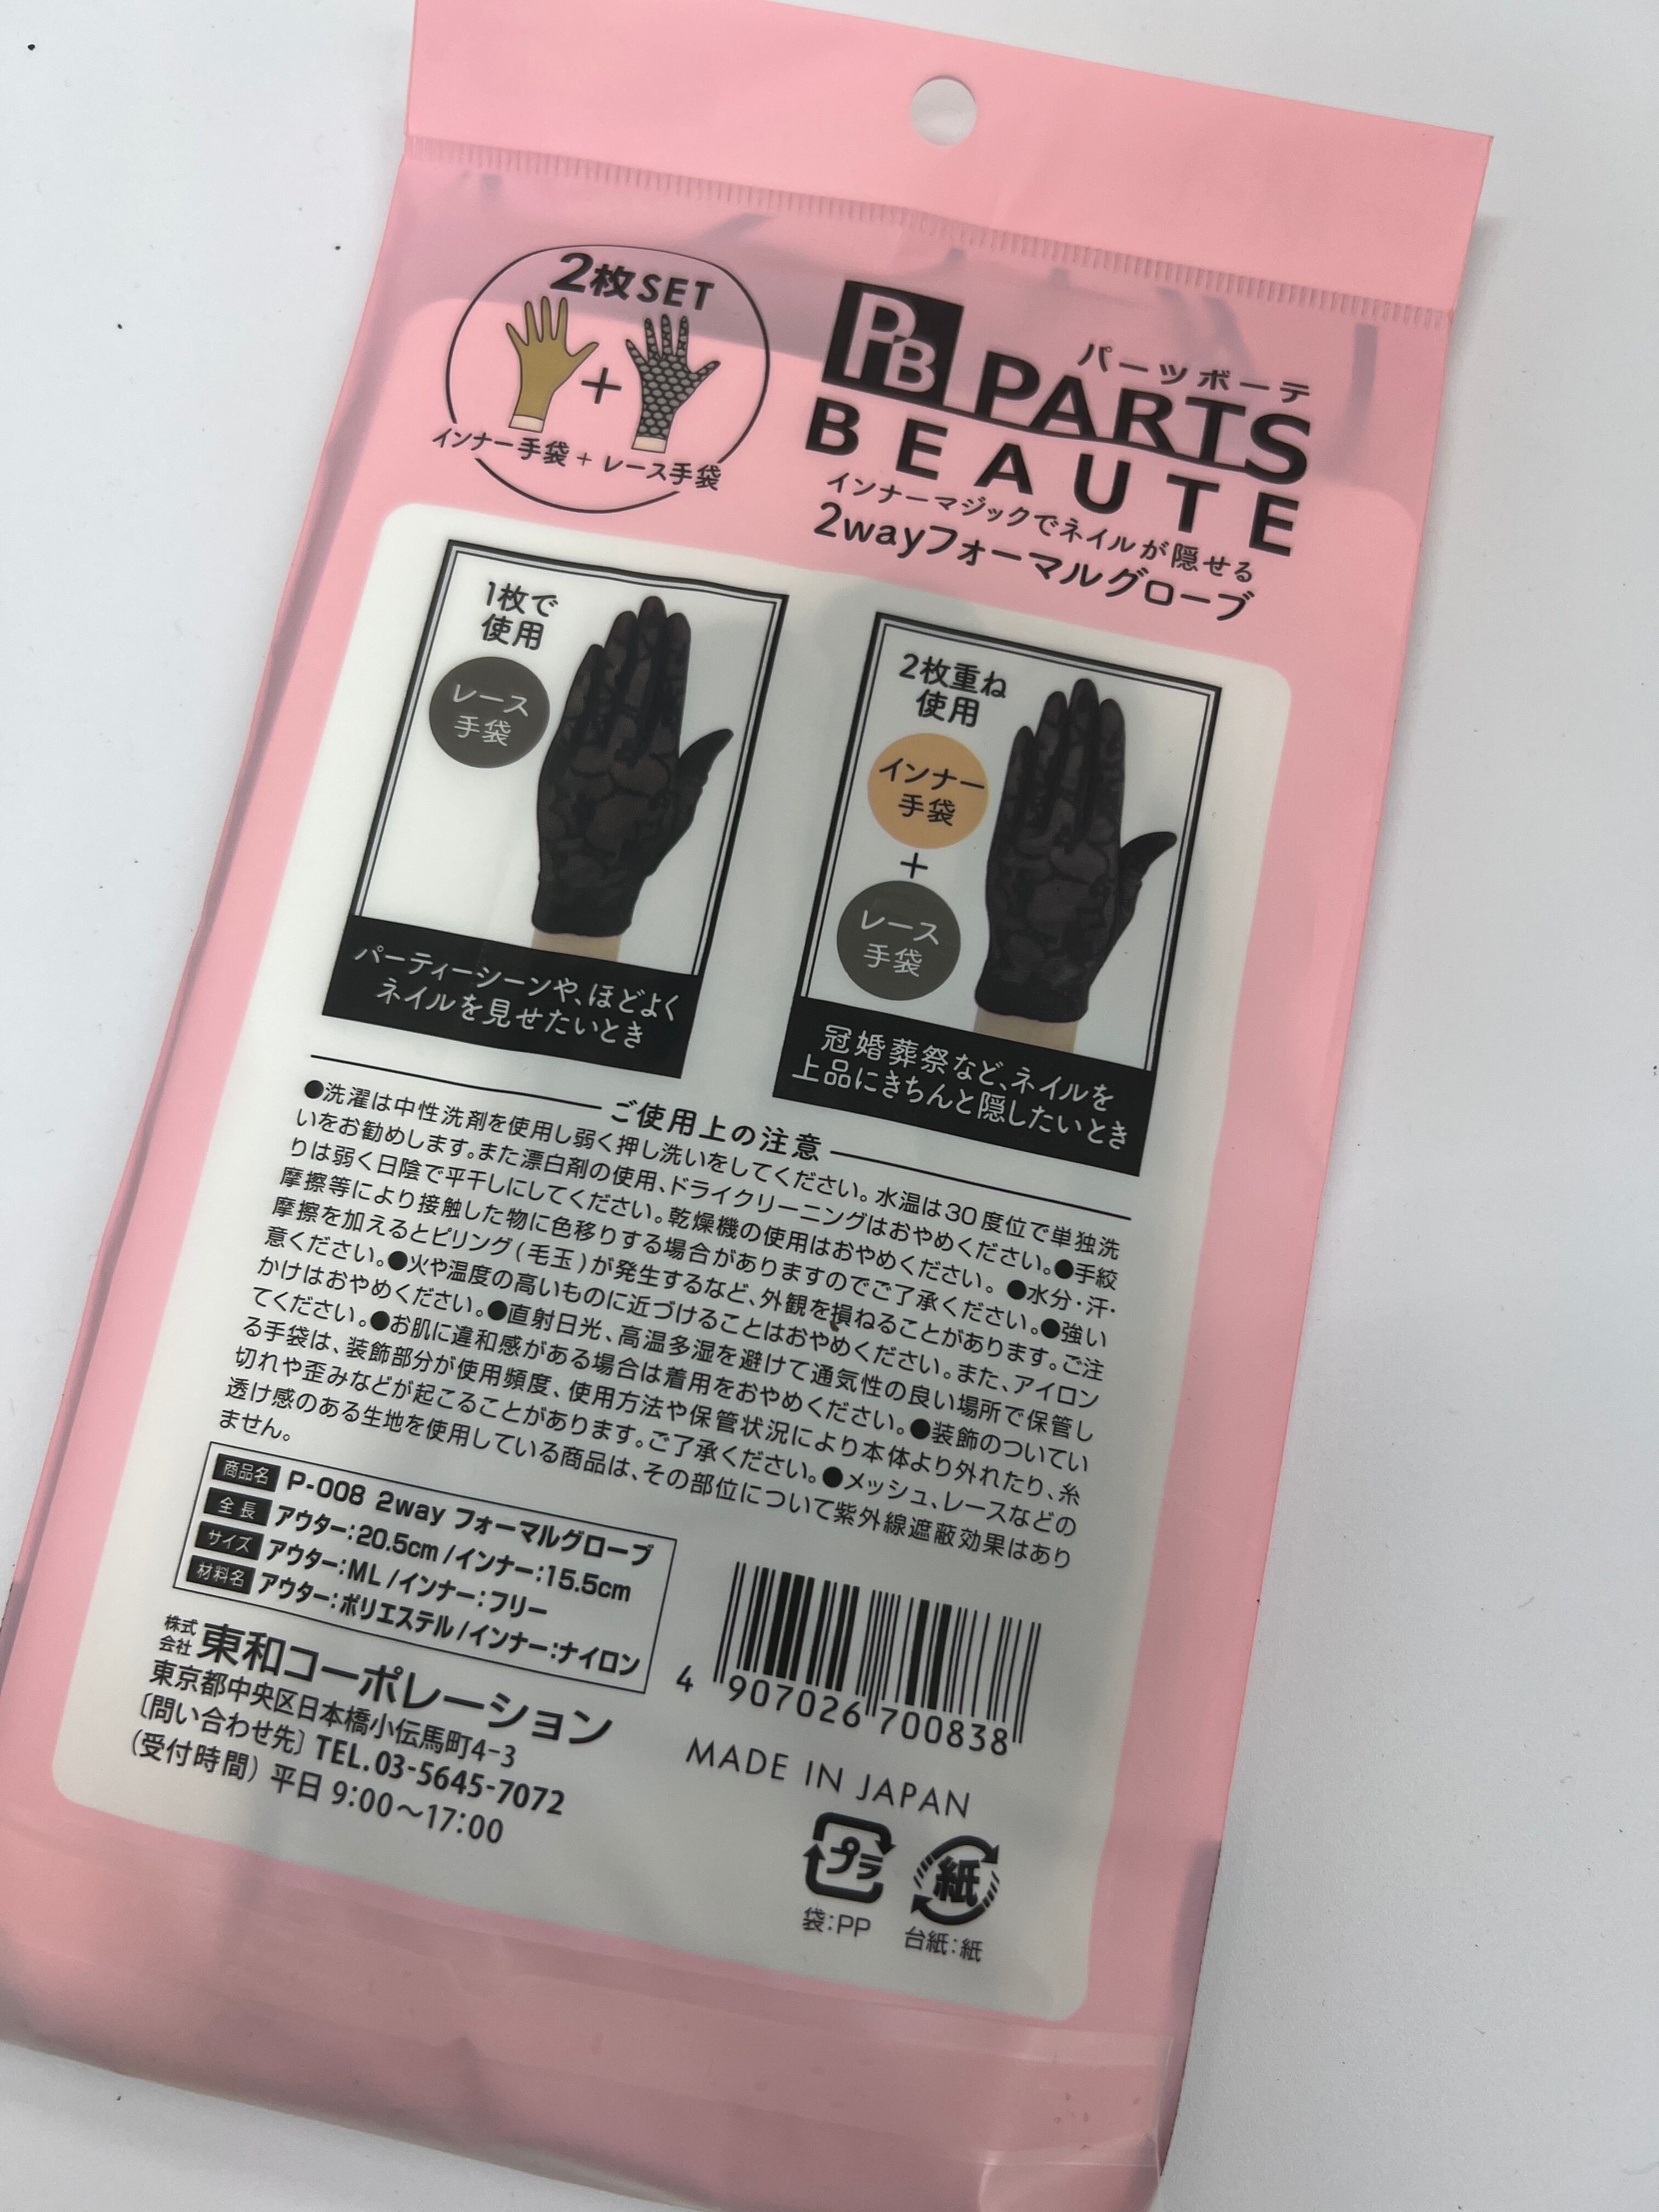 2枚SET
+
インナー手袋 + レース手袋
PB
パーツボーテ
PARTS
BEAUTE
インナーマジックでネイルが隠せる
2wayフォーマルグローブ
1枚で
使用
レース
手袋
パーティーシーンや、ほどよく
ネイルを見せたいとき
2枚重ね
使用
インナー
手袋
+
レース
手袋
冠婚葬祭など、ネイルを
上品にきちんと隠したいとき
ご使用上の注意
●洗濯は中性洗剤を使用し弱く押し洗いをしてください。水温は30度位で単独洗
いをお勧めします。また漂白剤の使用、ドライクリーニングはおやめください。●手絞
りは弱く日陰で平干しにしてください。乾燥機の使用はおやめください。●水分・汗・
摩擦等により接触した物に色移りする場合がありますのでご了承ください。●強い
摩擦を加えるとピリング(毛玉)が発生するなど、外観を損ねることがあります。ご注
意ください。●火や温度の高いものに近づけることはおやめください。また、アイロン
かけはおやめください。●直射日光、高温多湿を避けて通気性の良い場所で保管し
てください。●お肌に違和感がある場合は着用をおやめください。●装飾のついてい
る手袋は、装飾部分が使用頻度、使用方法や保管状況により本体より外れたり、糸
切れや歪みなどが起こることがあります。ご了承ください。●メッシュ、レースなどの
透け感のある生地を使用している商品は、その部位について紫外線遮蔽効果はあり
ません。
商品名 P-008 2way フォーマルグローブ
全長 アウター:20.5cm/インナー:15.5cm
サイズ アウター:ML/インナー:フリー
材料名 アウター:ポリエステル/インナー:ナイロン
株式会社 東和コーポレーション
東京都中央区日本橋小伝馬町4-3
〔問い合わせ先〕TEL.03-5645-7072
(受付時間) 平日 9:00〜17:00
4 907026 700838
MADE IN JAPAN
プラ
袋:PP
紙
台紙:紙